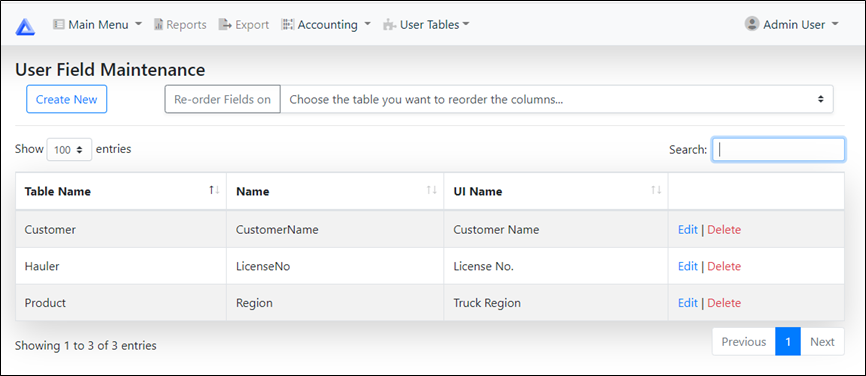 Main Menu Reports Export Accounting User Tables Admin User
User Field Maintenance
Create New Re-order Fields on Choose the table you want to reorder the columns...
Show 100 entries Search:
Table Name Name UI Name
Customer CustomerName Customer Name Edit | Delete
Hauler LicenseNo License No. Edit | Delete
Product Region Truck Region Edit | Delete
Showing 1 to 3 of 3 entries Previous 1 Next